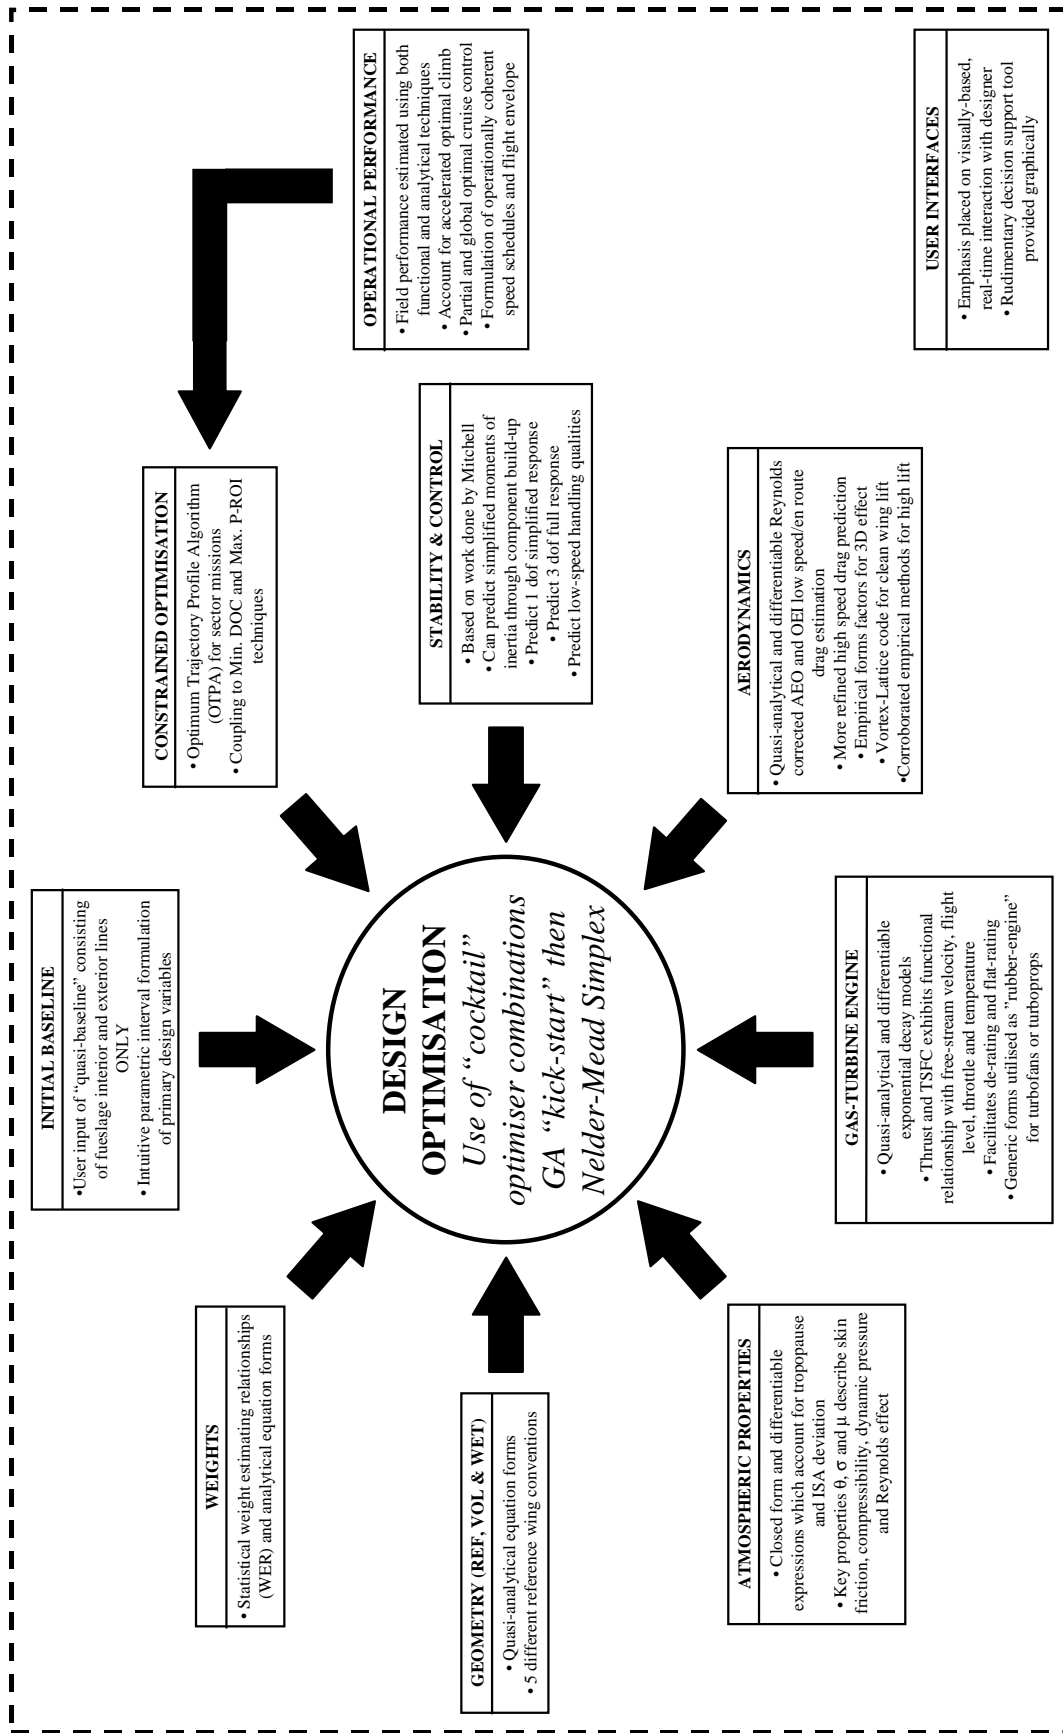 WEIGHTS
• Statistical weight estimating relationships
(WER) and analytical equation forms
INITIAL BASELINE
•User input of “quasi-baseline” consisting
of fueslage interior and exterior lines
ONLY
• Intuitive parametric interval formulation
of primary design variables
CONSTRAINED OPTIMISATION
• Optimum Trajectory Profile Algorithm
(OTPA) for sector missions
• Coupling to Min. DOC and Max. P-ROI
techniques
OPERATIONAL PERFORMANCE
• Field performance estimated using both
functional and analytical techniques
• Account for accelerated optimal climb
• Partial and global optimal cruise control
• Formulation of operationally coherent
speed schedules and flight envelope
GEOMETRY (REF, VOL & WET)
• Quasi-analytical equation forms
• 5 different reference wing conventions
DESIGN
OPTIMISATION
Use of “cocktail”
optimiser combinations
GA “kick-start” then
Nelder-Mead Simplex
STABILITY & CONTROL
• Based on work done by Mitchell
• Can predict simplified moments of
inertia through component build-up
• Predict 1 dof simplified response
• Predict 3 dof full response
• Predict low-speed handling qualities
ATMOSPHERIC PROPERTIES
• Closed form and differentiable
expressions which account for tropopause
and ISA deviation
• Key properties θ, σ and μ describe skin
friction, compressibility, dynamic pressure
and Reynolds effect
GAS-TURBINE ENGINE
• Quasi-analytical and differentiable
exponential decay models
• Thrust and TSFC exhibits functional
relationship with free-stream velocity, flight
level, throttle and temperature
• Facilitates de-rating and flat-rating
• Generic forms utilised as ”rubber-engine”
for turbofans or turboprops
AERODYNAMICS
• Quasi-analytical and differentiable Reynolds
corrected AEO and OEI low speed/en route
drag estimation
• More refined high speed drag prediction
• Empirical forms factors for 3D effect
• Vortex-Lattice code for clean wing lift
•Corroborated empirical methods for high lift
USER INTERFACES
• Emphasis placed on visually-based,
real-time interaction with designer
• Rudimentary decision support tool
provided graphically